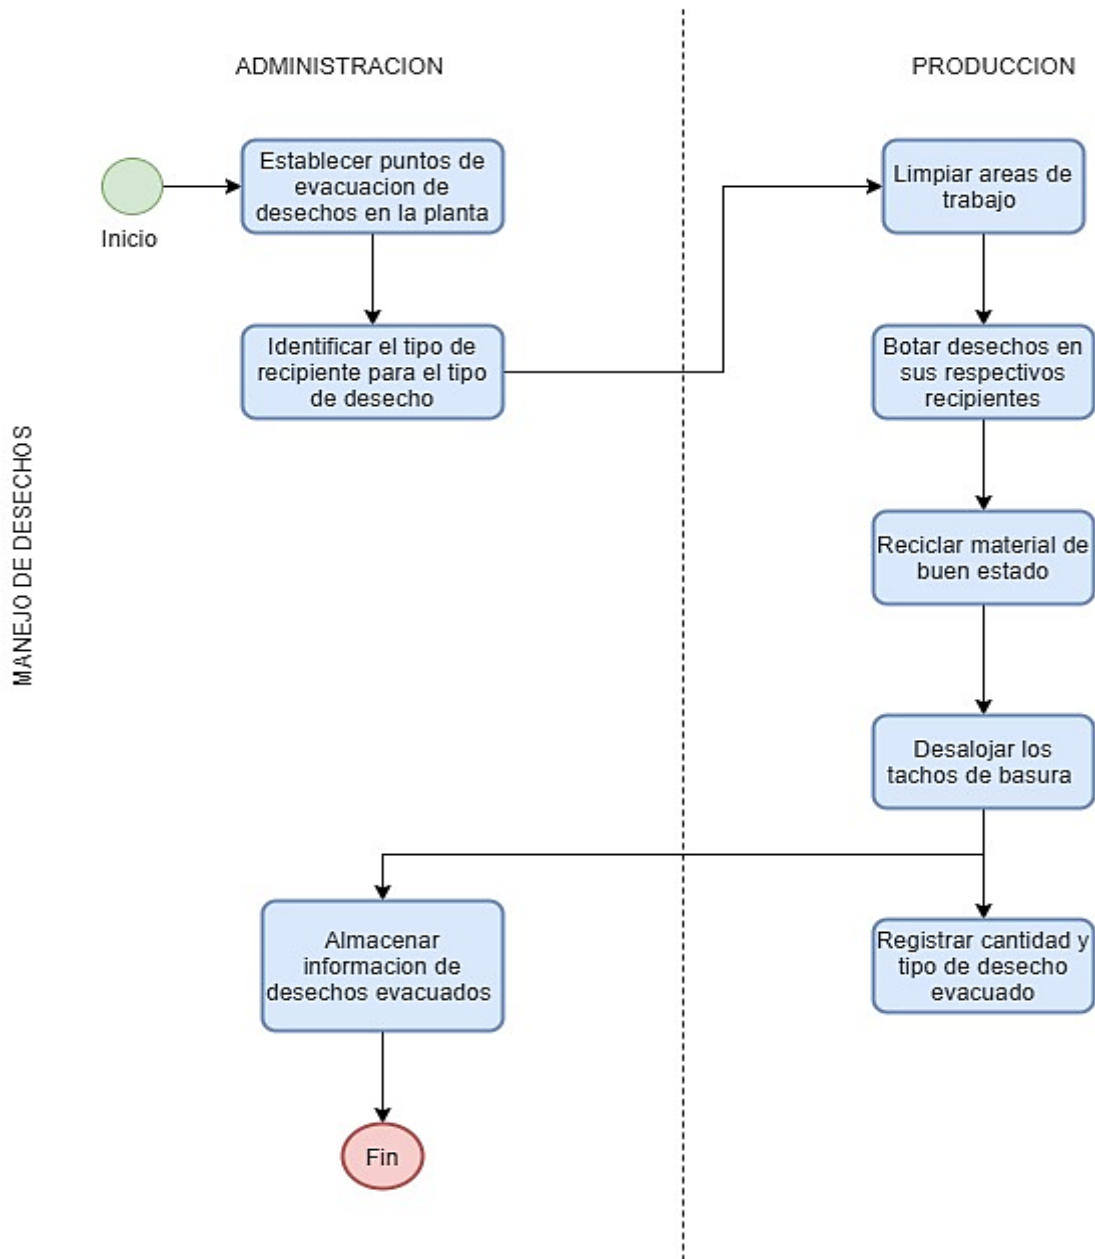 ADMINISTRACION
PRODUCCION
Inicio
Establecer puntos de
evacuacion de
desechos en la planta
Identificar el tipo de
recipiente para el tipo
de desecho
Limpiar areas de
trabajo
Botar desechos en
sus respectivos
recipientes
Reciclar material de
buen estado
Desalojar los
tachos de basura
Registrar cantidad y
tipo de desecho
evacuado
Almacenar
informacion de
desechos evacuados
Fin
MANEJO DE DESECHOS